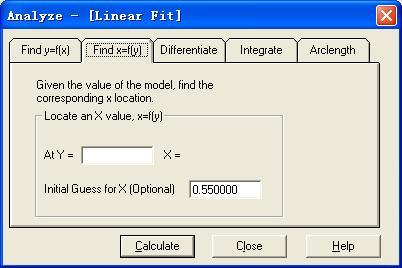 Analyze - [Linear Fit]
Find y=f(x) Find x=f(y) Differentiate Integrate Arclength
Given the value of the model, find the
corresponding x location.
Locate an X value, x=f(y)
At Y = X =
Initial Guess for X (Optional) 0.550000
Calculate Close Help